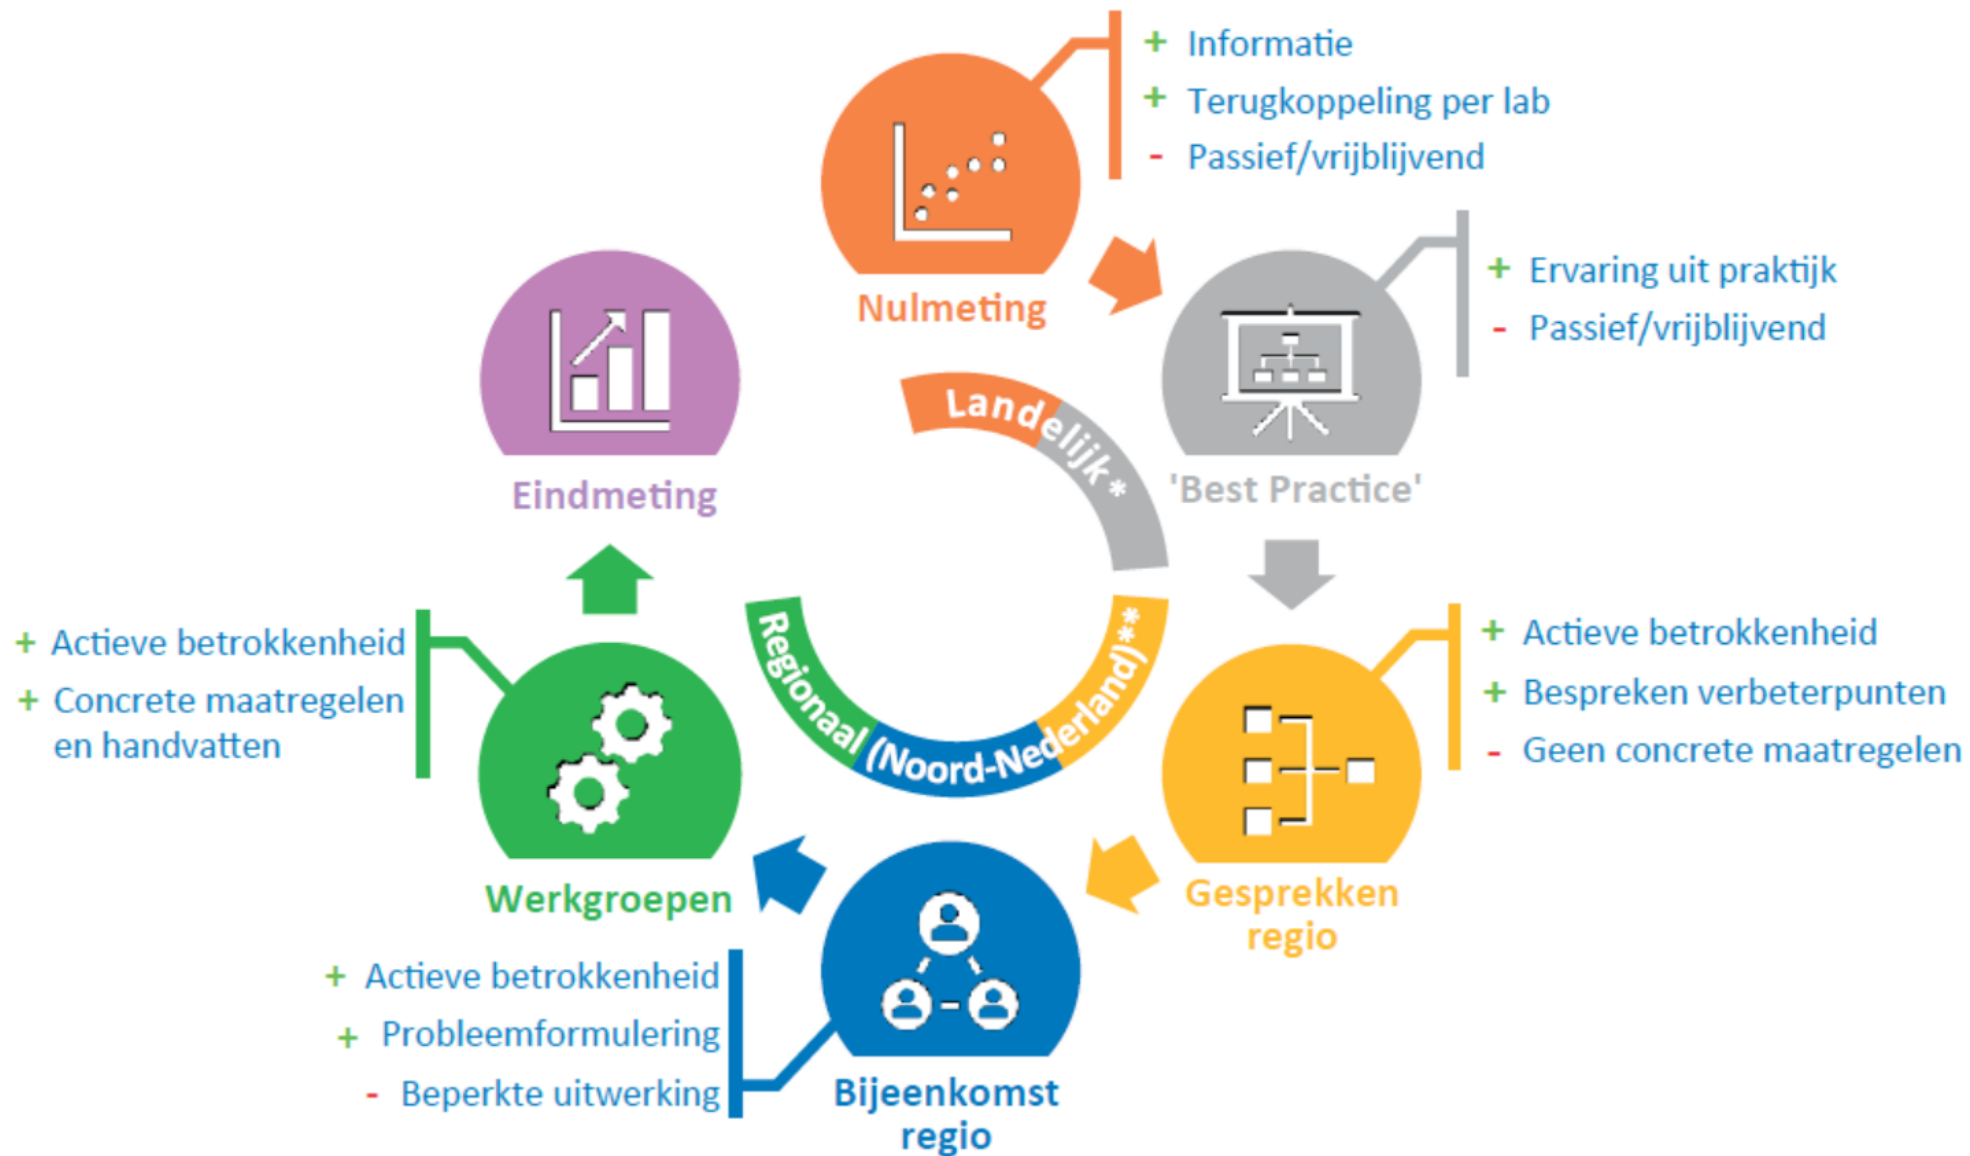 + Informatie
+ Terugkoppeling per lab
- Passief/vrijblijvend
Nulmeting
+ Ervaring uit praktijk
- Passief/vrijblijvend
'Best Practice'
+ Actieve betrokkenheid
+ Bespreken verbeterpunten
- Geen concrete maatregelen
Gesprekken
regio
+ Actieve betrokkenheid
+ Probleemformulering
- Beperkte uitwerking
Bijeenkomst
regio
+ Actieve betrokkenheid
+ Concrete maatregelen
en handvatten
Werkgroepen
Eindmeting
Landelijk*
Regionaal (Noord-Nederland)**